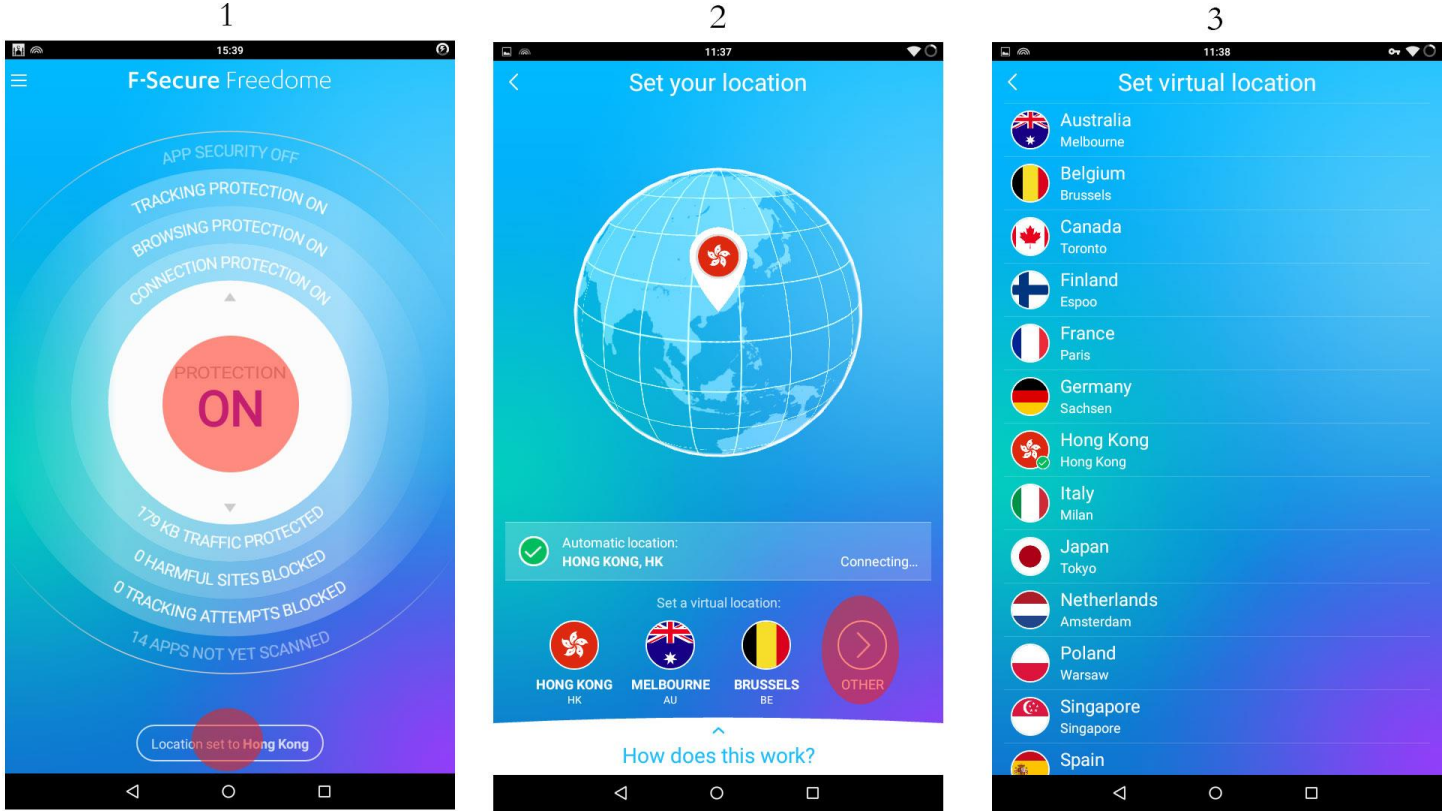 1
15:39
F-Secure Freedome
APP SECURITY OFF
TRACKING PROTECTION ON
BROWSING PROTECTION ON
CONNECTION PROTECTION ON
PROTECTION
ON
179 KB TRAFFIC PROTECTED
0 HARMFUL SITES BLOCKED
0 TRACKING ATTEMPTS BLOCKED
14 APPS NOT YET SCANNED
Location set to Hong Kong
2
11:37
Set your location
Automatic location:
HONG KONG, HK
Connecting...
Set a virtual location:
HONG KONG
HK
MELBOURNE
AU
BRUSSELS
BE
OTHER
How does this work?
3
11:38
Set virtual location
Australia
Melbourne
Belgium
Brussels
Canada
Toronto
Finland
Espoo
France
Paris
Germany
Sachsen
Hong Kong
Hong Kong
Italy
Milan
Japan
Tokyo
Netherlands
Amsterdam
Poland
Warsaw
Singapore
Singapore
Spain